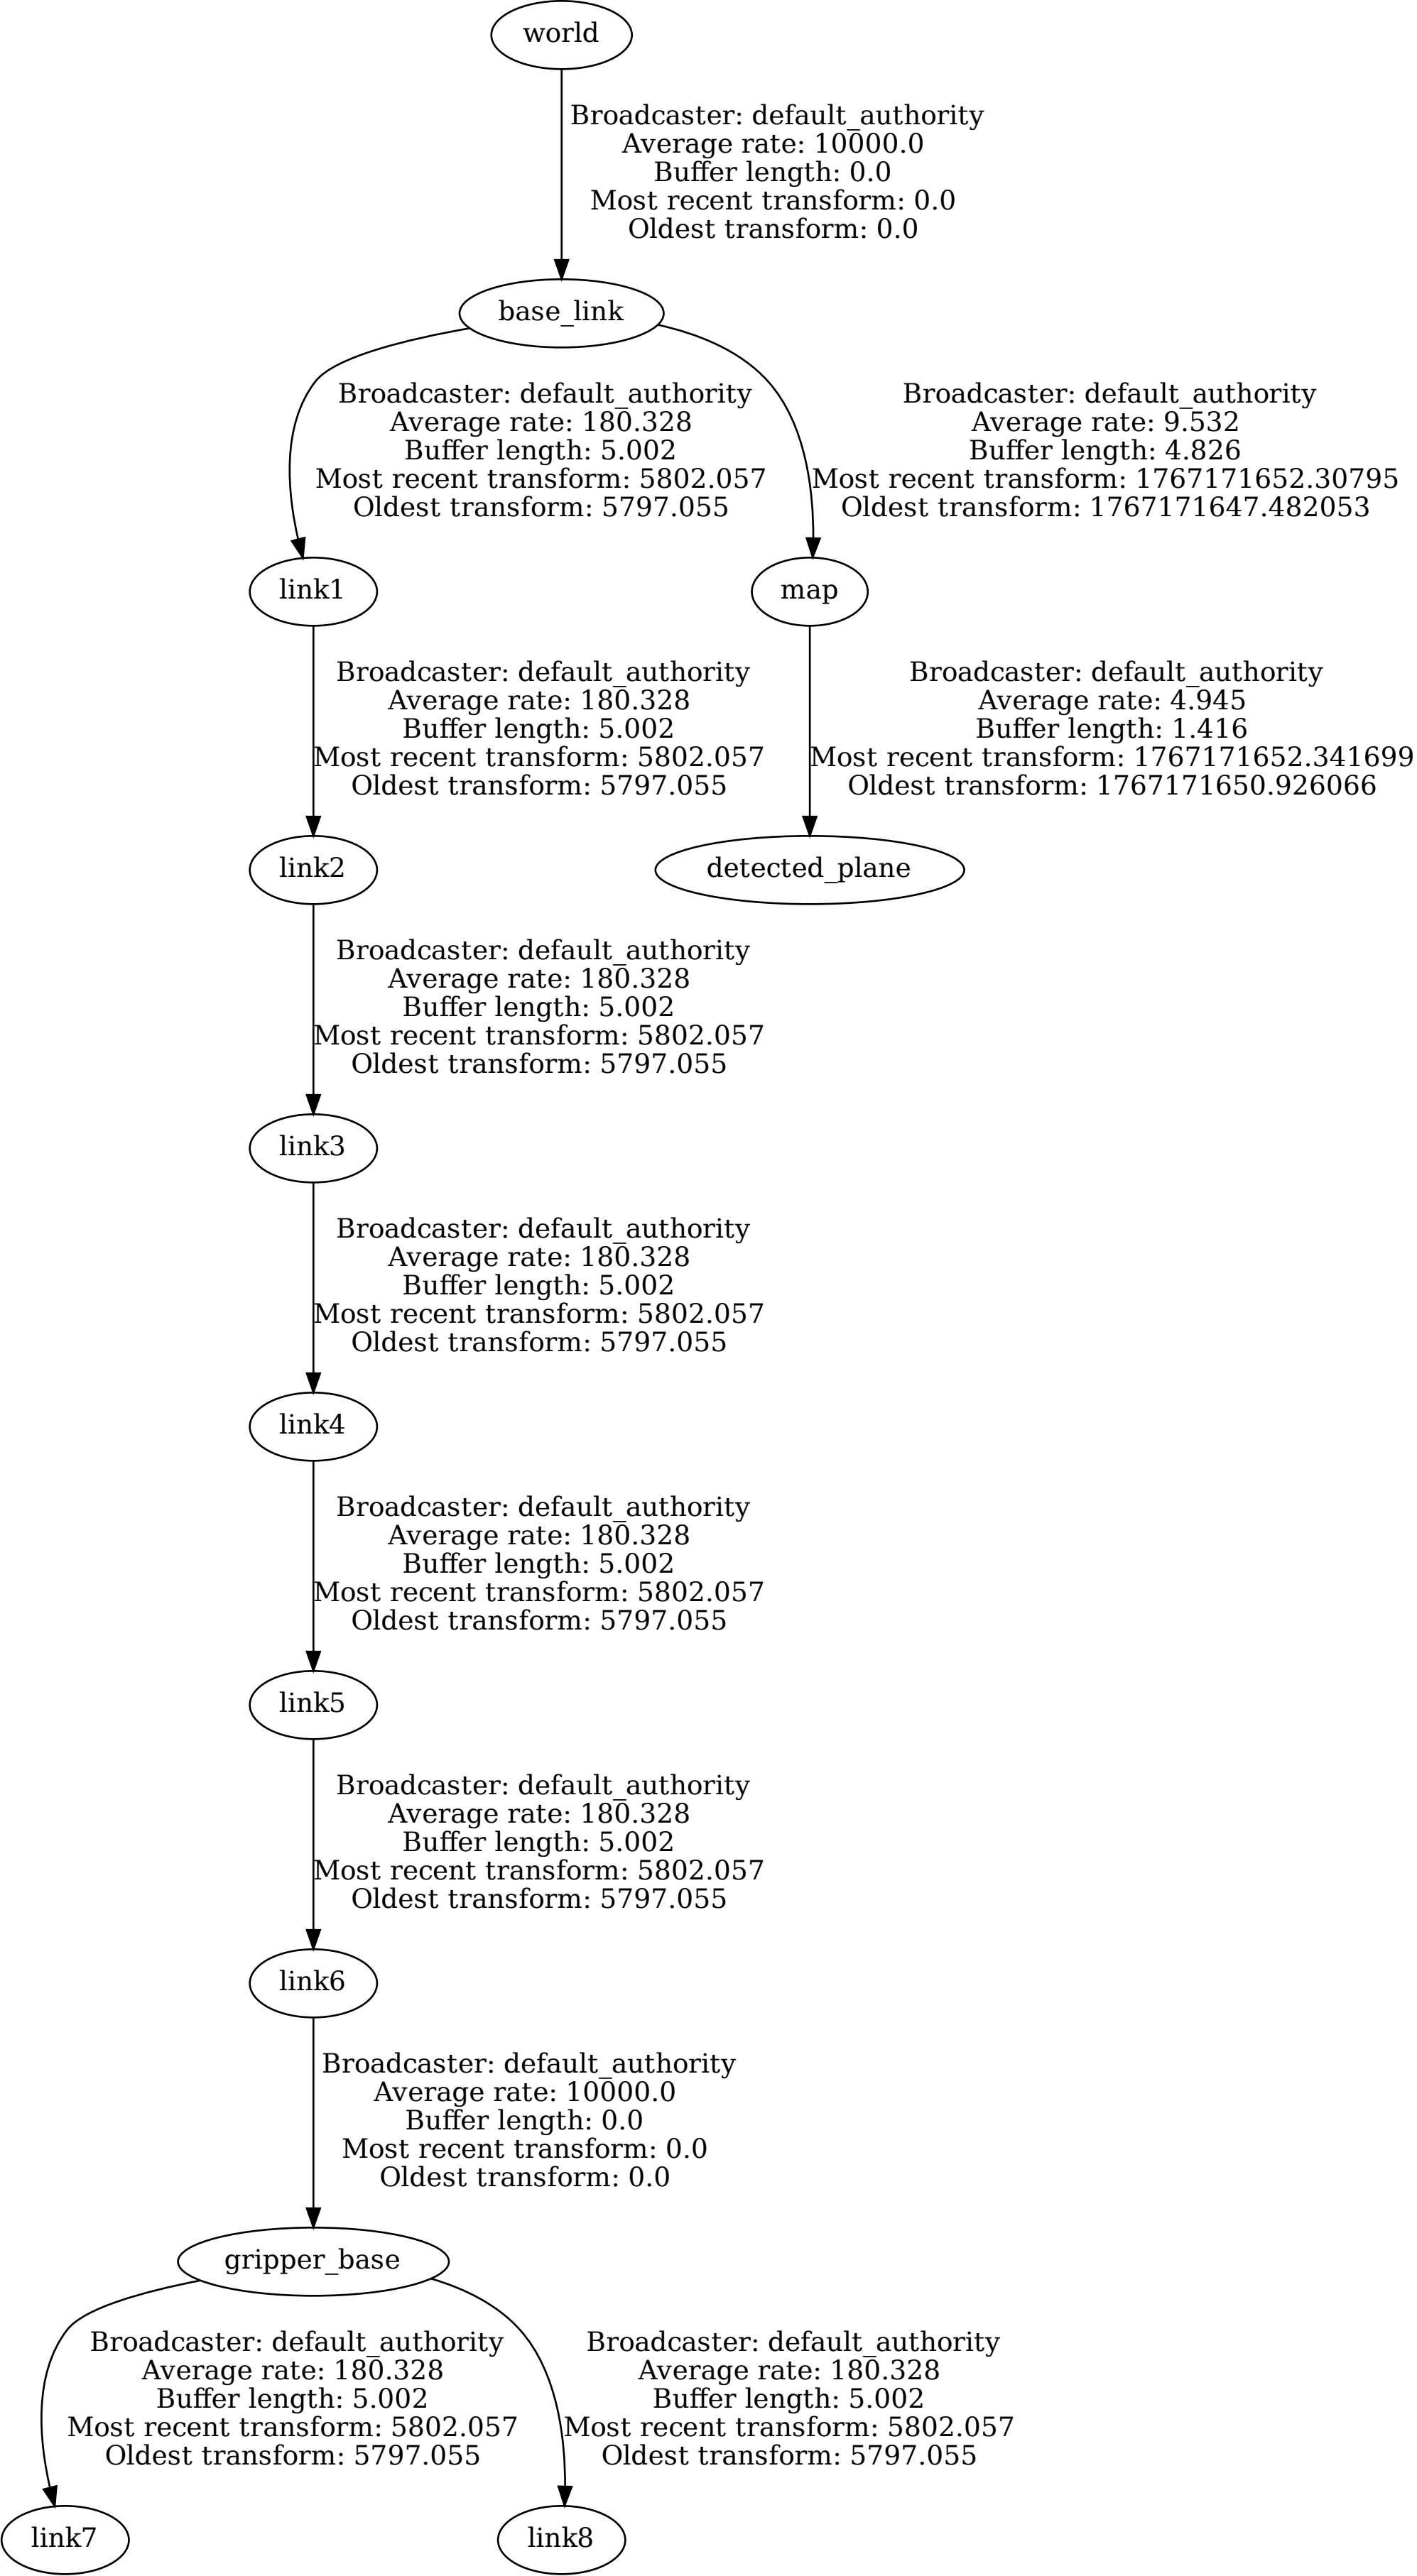 world
Broadcaster: default_authority
Average rate: 10000.0
Buffer length: 0.0
Most recent transform: 0.0
Oldest transform: 0.0
base_link
Broadcaster: default_authority
Average rate: 180.328
Buffer length: 5.002
Most recent transform: 5802.057
Oldest transform: 5797.055
Broadcaster: default_authority
Average rate: 9.532
Buffer length: 4.826
Most recent transform: 1767171652.30795
Oldest transform: 1767171647.482053
link1
map
Broadcaster: default_authority
Average rate: 180.328
Buffer length: 5.002
Most recent transform: 5802.057
Oldest transform: 5797.055
Broadcaster: default_authority
Average rate: 4.945
Buffer length: 1.416
Most recent transform: 1767171652.341699
Oldest transform: 1767171650.926066
link2
detected_plane
Broadcaster: default_authority
Average rate: 180.328
Buffer length: 5.002
Most recent transform: 5802.057
Oldest transform: 5797.055
link3
Broadcaster: default_authority
Average rate: 180.328
Buffer length: 5.002
Most recent transform: 5802.057
Oldest transform: 5797.055
link4
Broadcaster: default_authority
Average rate: 180.328
Buffer length: 5.002
Most recent transform: 5802.057
Oldest transform: 5797.055
link5
Broadcaster: default_authority
Average rate: 180.328
Buffer length: 5.002
Most recent transform: 5802.057
Oldest transform: 5797.055
link6
Broadcaster: default_authority
Average rate: 10000.0
Buffer length: 0.0
Most recent transform: 0.0
Oldest transform: 0.0
gripper_base
Broadcaster: default_authority
Average rate: 180.328
Buffer length: 5.002
Most recent transform: 5802.057
Oldest transform: 5797.055
Broadcaster: default_authority
Average rate: 180.328
Buffer length: 5.002
Most recent transform: 5802.057
Oldest transform: 5797.055
link7
link8